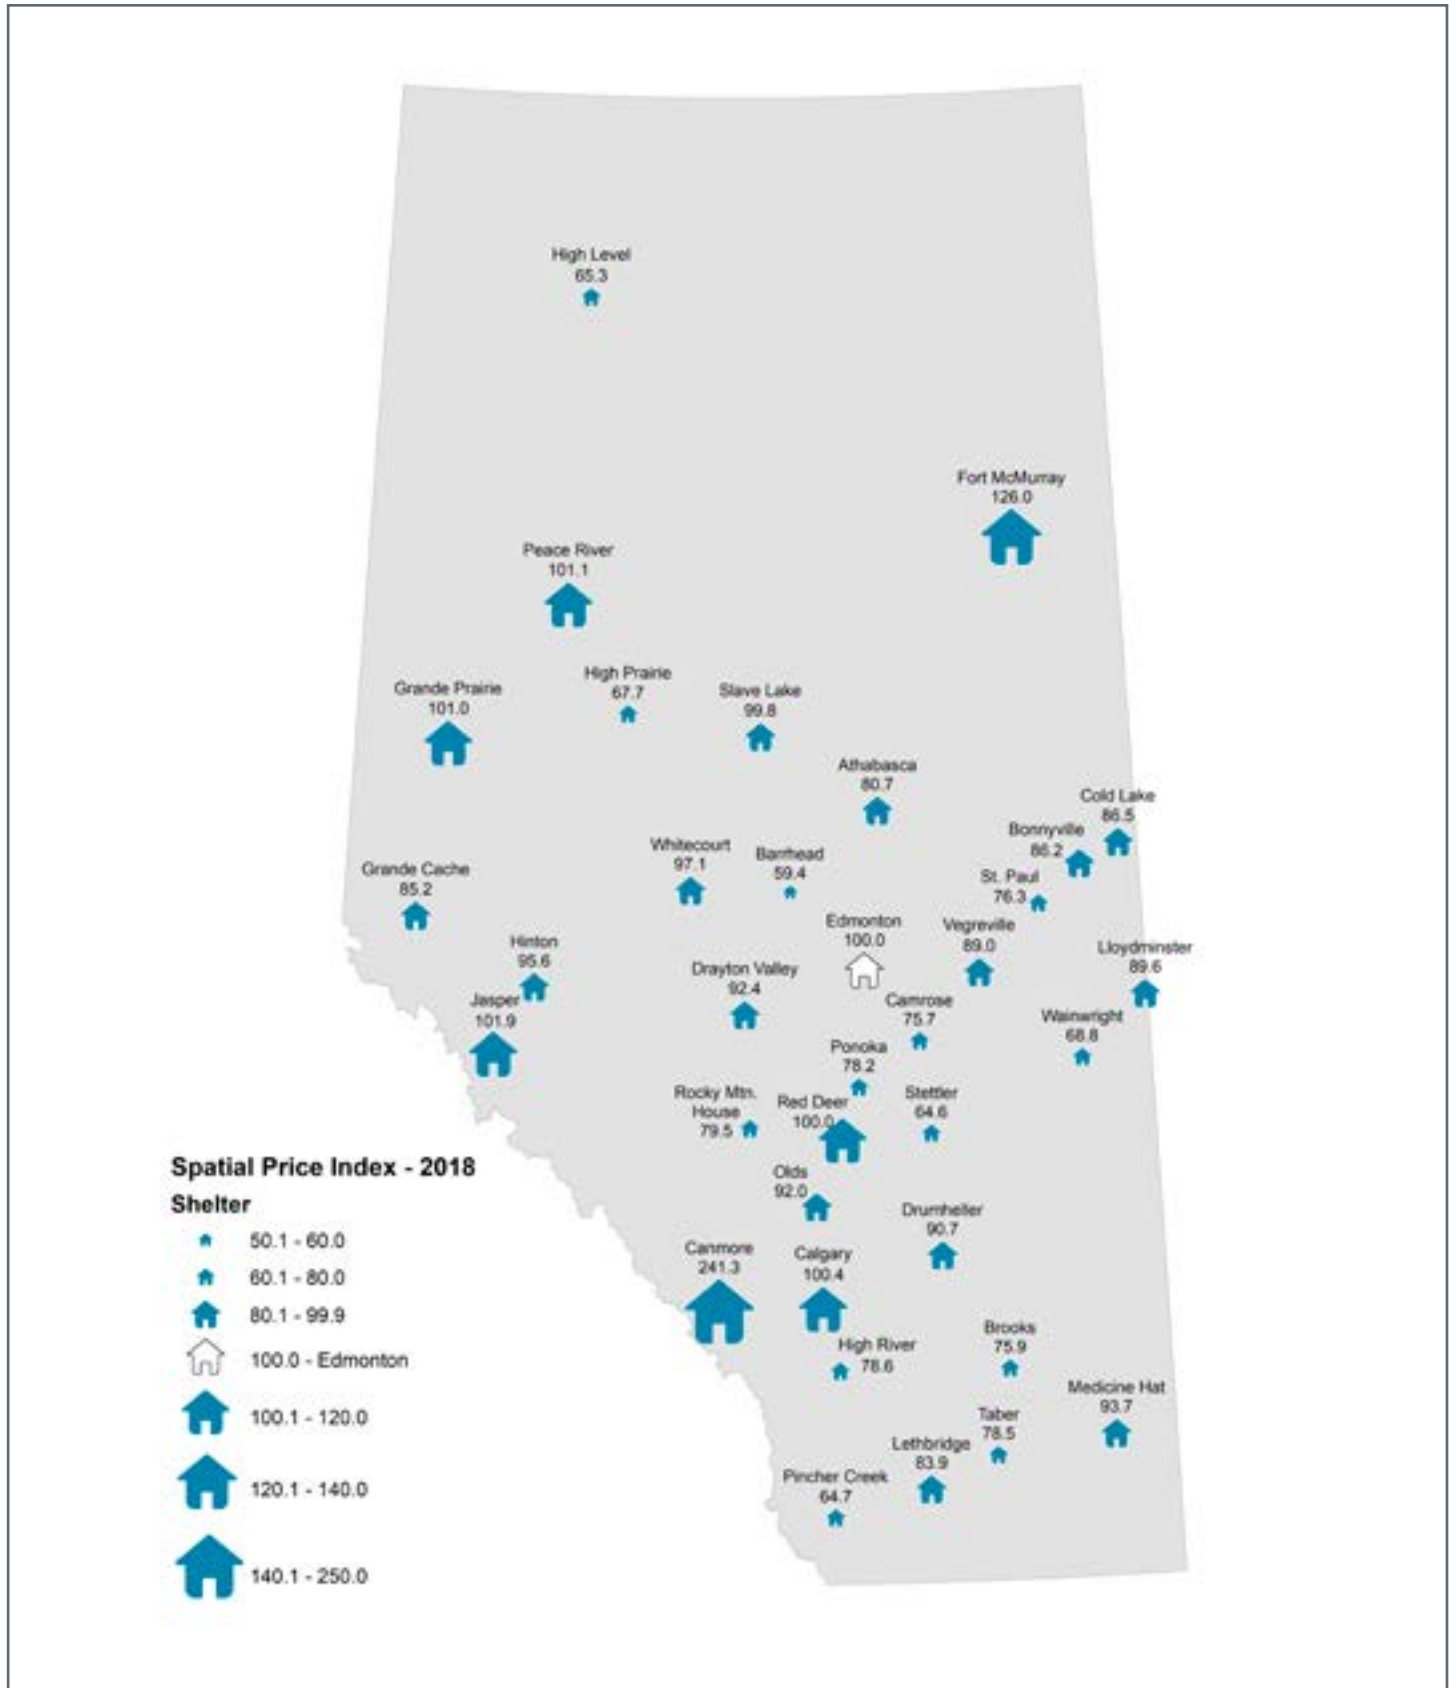 High Level
65.3
Fort McMurray
126.0
Peace River
101.1
High Prairie
67.7
Grande Prairie
101.0
Slave Lake
99.8
Athabasca
80.7
Cold Lake
86.5
Bonnyville
86.2
Whitecourt
97.1
Barrhead
59.4
Grande Cache
85.2
St. Paul
76.3
Edmonton
100.0
Vegreville
89.0
Hinton
95.6
Lloydminster
89.6
Drayton Valley
92.4
Jasper
101.9
Camrose
75.7
Wainwright
68.8
Ponoka
78.2
Rocky Mtn.
House
79.5
Red Deer
100.0
Stettler
64.6
Spatial Price Index - 2018
Shelter
50.1 - 60.0
60.1 - 80.0
80.1 - 99.9
100.0 - Edmonton
100.1 - 120.0
120.1 - 140.0
140.1 - 250.0
Olds
92.0
Drumheller
90.7
Canmore
241.3
Calgary
100.4
High River
78.6
Brooks
75.9
Medicine Hat
93.7
Taber
78.5
Lethbridge
83.9
Pincher Creek
64.7